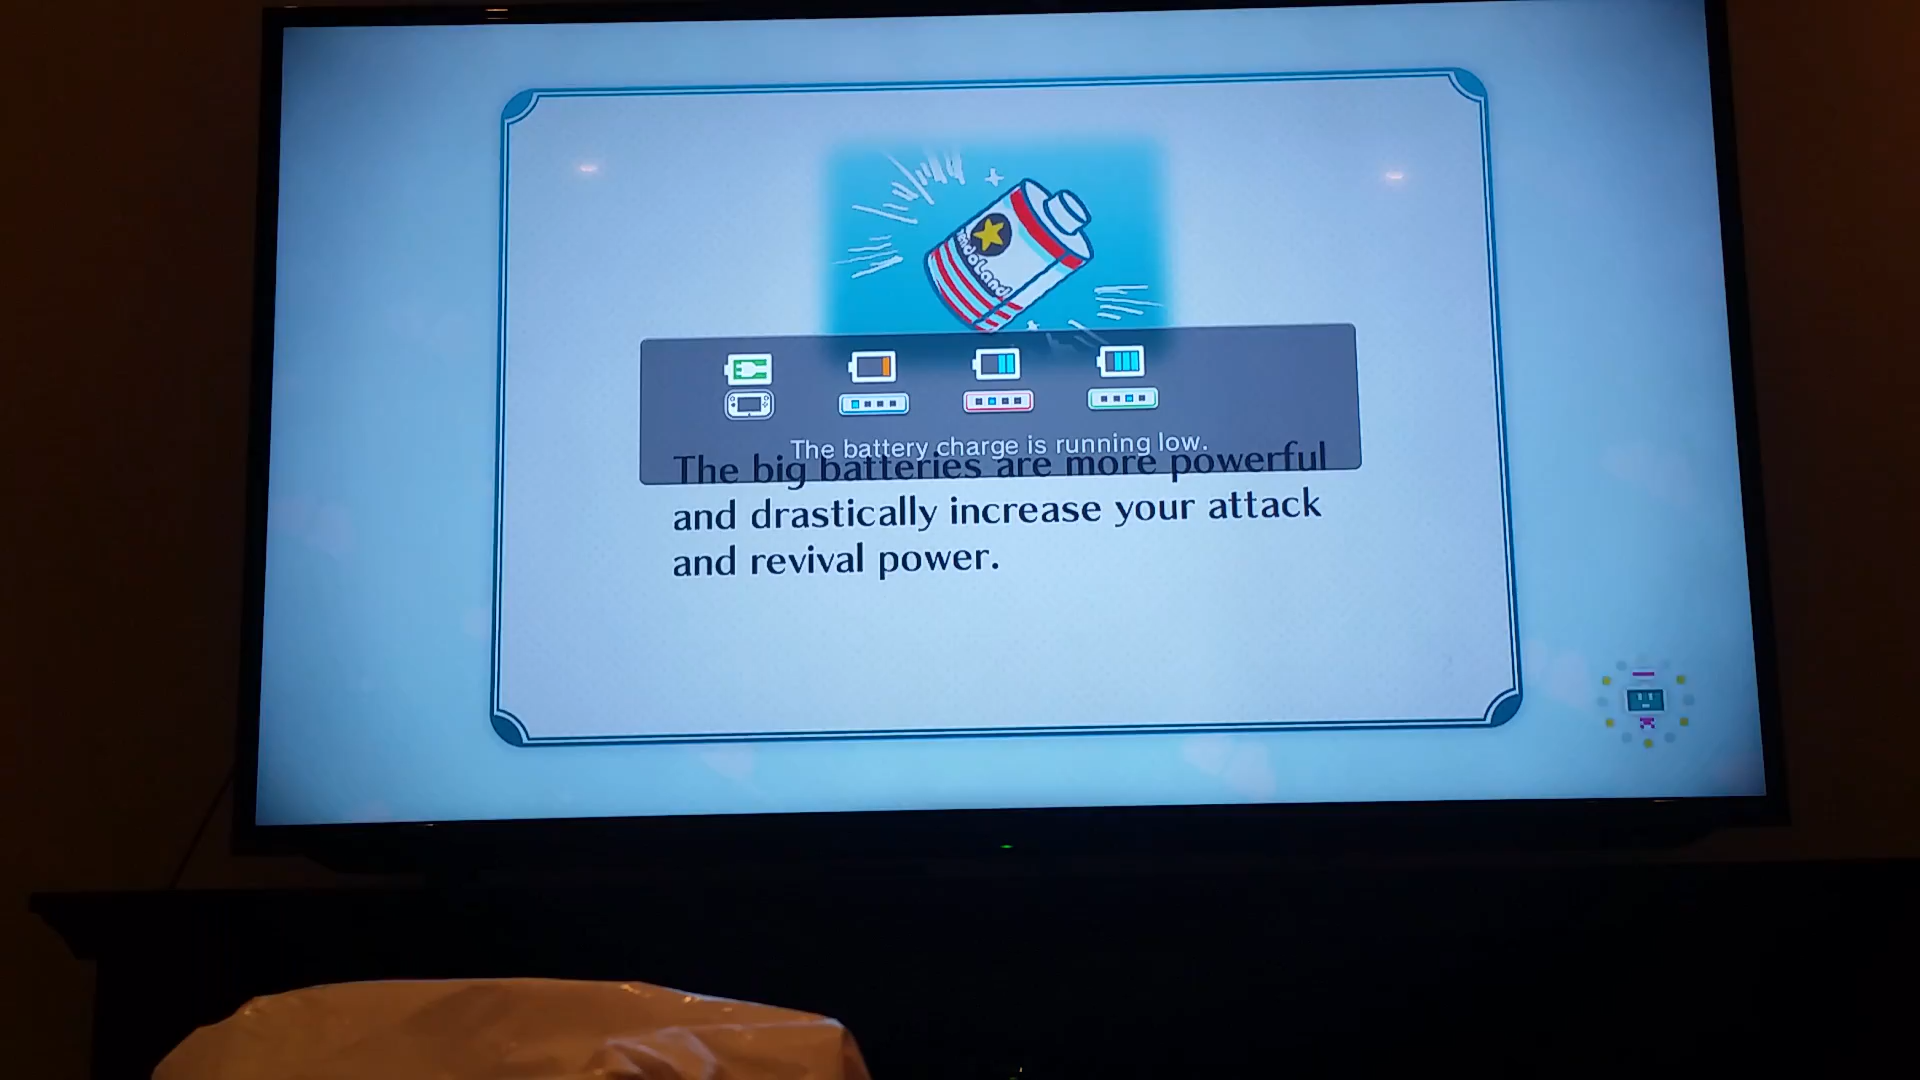 The battery charge is running low.
The big batteries are more powerful
and drastically increase your attack
and revival power.